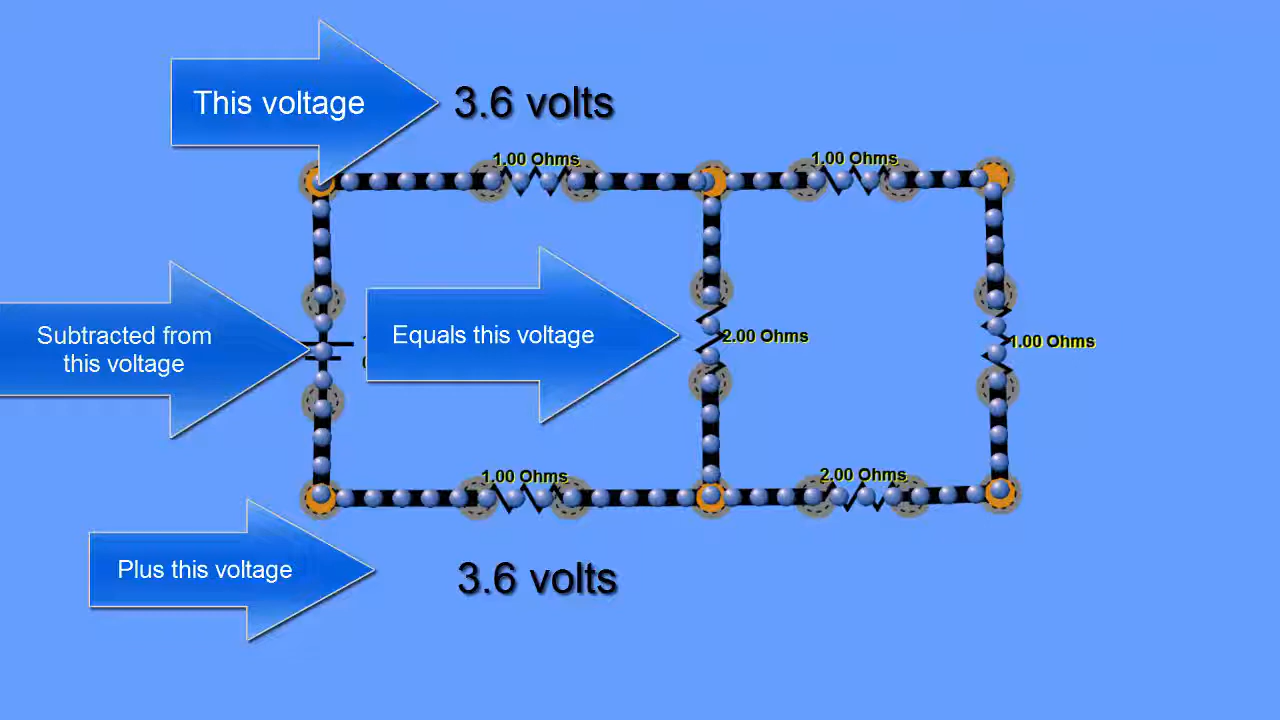 This voltage
3.6 volts
1.00 Ohms
1.00 Ohms
Subtracted from
this voltage
Equals this voltage
2.00 Ohms
1.00 Ohms
1.00 Ohms
2.00 Ohms
Plus this voltage
3.6 volts